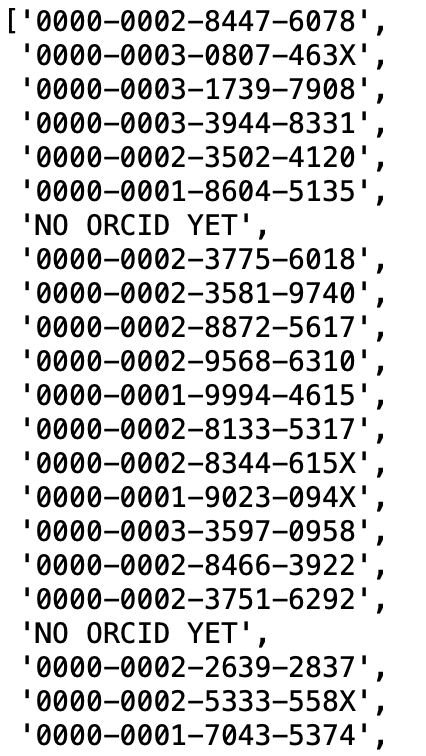 ['0000-0002-8447-6078',
'0000-0003-0807-463X',
'0000-0003-1739-7908',
'0000-0003-3944-8331',
'0000-0002-3502-4120',
'0000-0001-8604-5135',
'NO ORCID YET',
'0000-0002-3775-6018',
'0000-0002-3581-9740',
'0000-0002-8872-5617',
'0000-0002-9568-6310',
'0000-0001-9994-4615',
'0000-0002-8133-5317',
'0000-0002-8344-615X',
'0000-0001-9023-094X',
'0000-0003-3597-0958',
'0000-0002-8466-3922',
'0000-0002-3751-6292',
'NO ORCID YET',
'0000-0002-2639-2837',
'0000-0002-5333-558X',
'0000-0001-7043-5374',